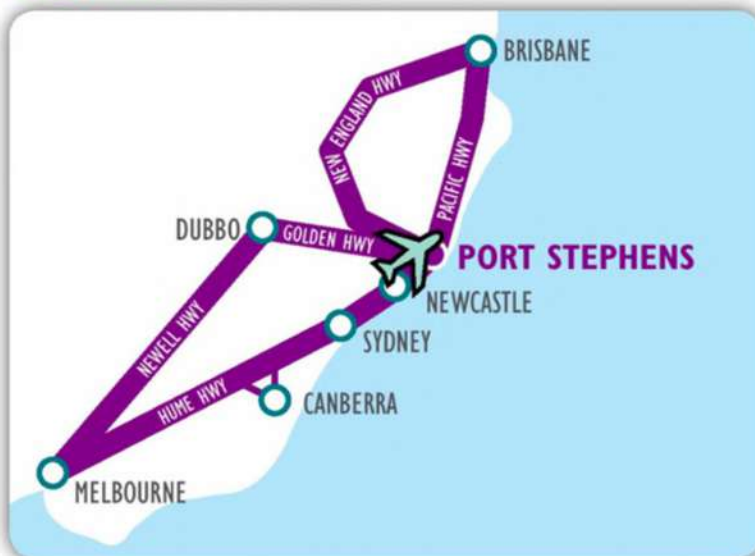 BRISBANE
NEW ENGLAND HWY
PACIFIC HWY
DUBBO
GOLDEN HWY
PORT STEPHENS
NEWCASTLE
SYDNEY
NEWELL HWY
HUME HWY
CANBERRA
MELBOURNE